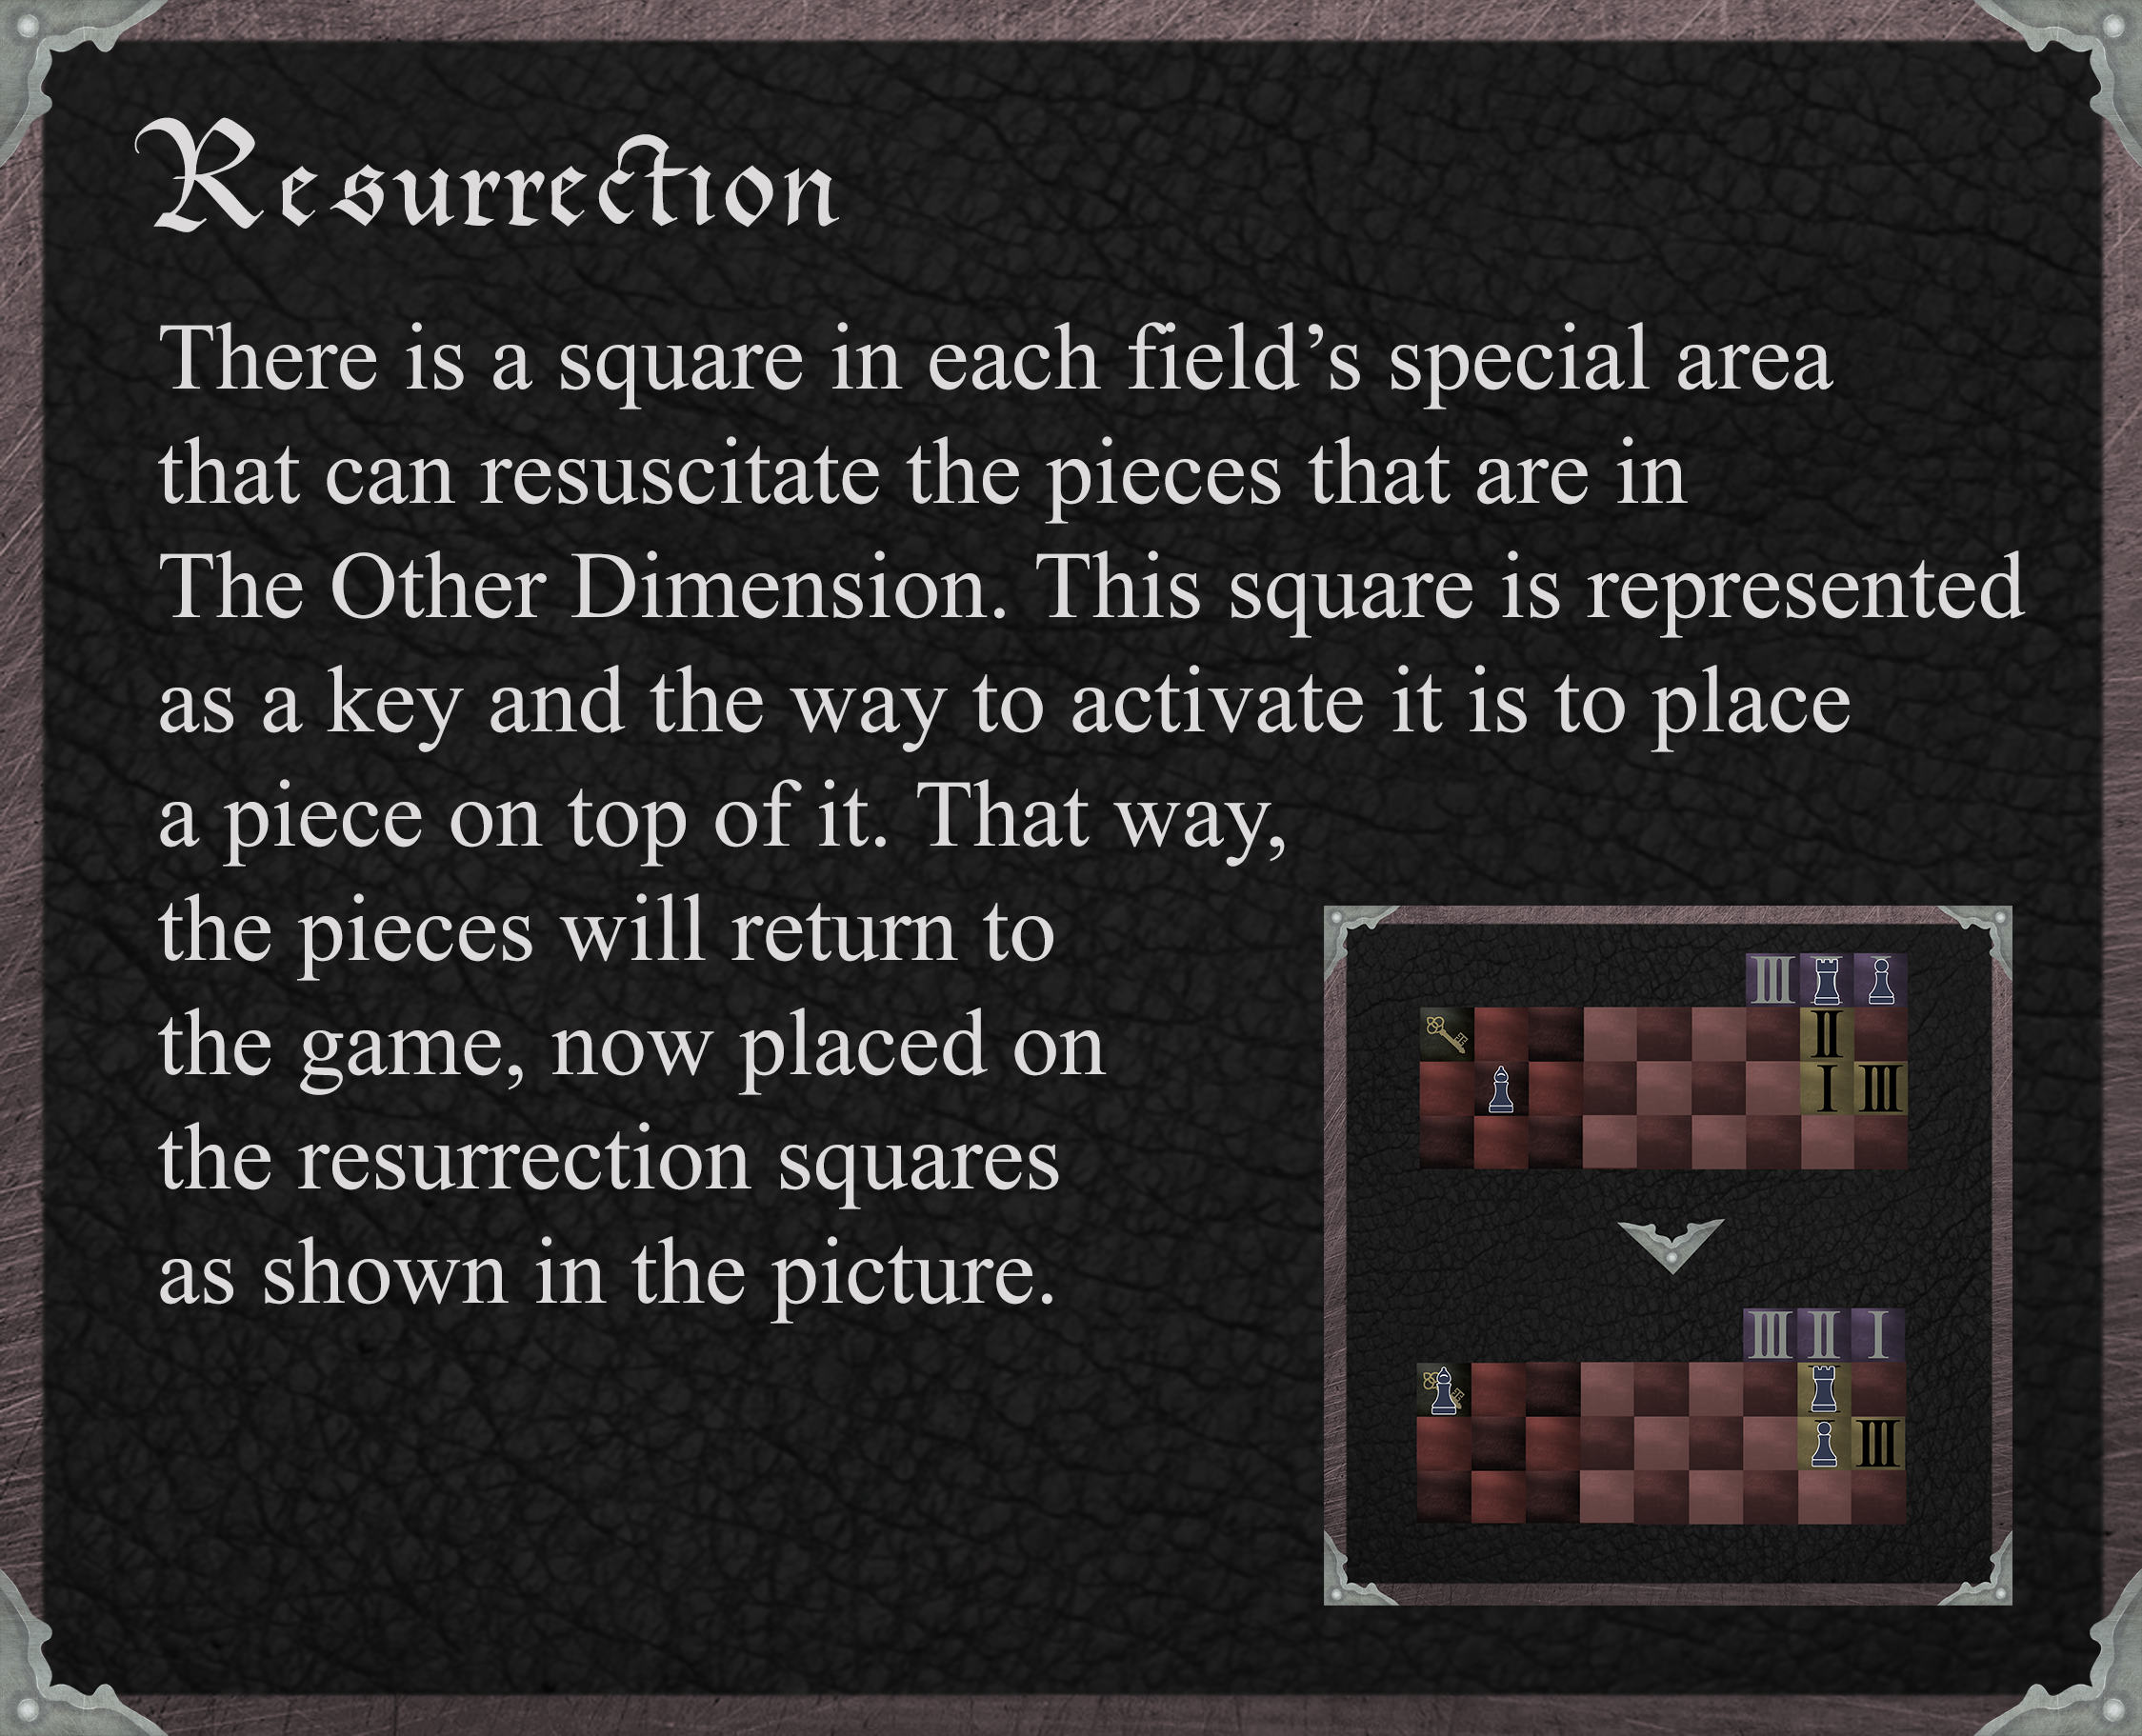 Resurrection
There is a square in each field’s special area
that can resuscitate the pieces that are in
The Other Dimension. This square is represented
as a key and the way to activate it is to place
a piece on top of it. That way,
the pieces will return to
the game, now placed on
the resurrection squares
as shown in the picture.
III
II
I III
III II I
III